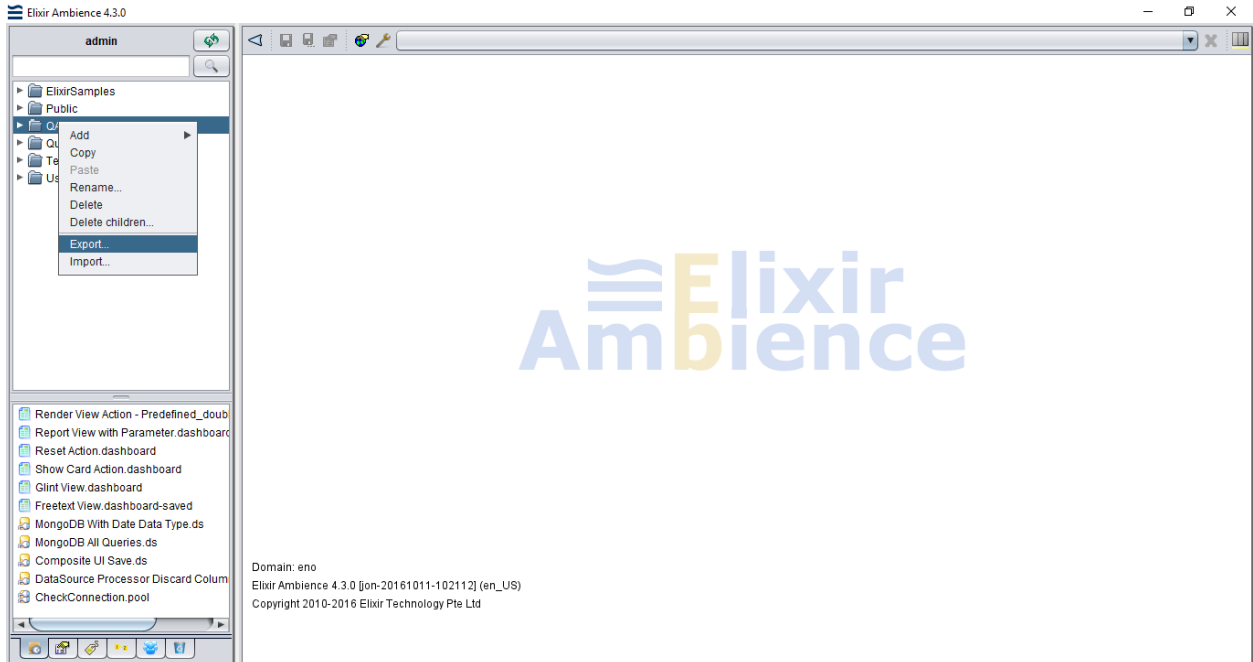 Elixir Ambience 4.3.0
admin
ElixirSamples
Public
QA
Qu
Te
Us
Add
Copy
Paste
Rename...
Delete
Delete children...
Export...
Import...
Elixir
Ambience
Render View Action - Predefined_doub
Report View with Parameter.dashboard
Reset Action.dashboard
Show Card Action.dashboard
Glint View.dashboard
Freetext View.dashboard-saved
MongoDB With Date Data Type.ds
MongoDB All Queries.ds
Composite UI Save.ds
DataSource Processor Discard Colum
CheckConnection.pool
Domain: eno
Elixir Ambience 4.3.0 [jon-20161011-102112] (en_US)
Copyright 2010-2016 Elixir Technology Pte Ltd